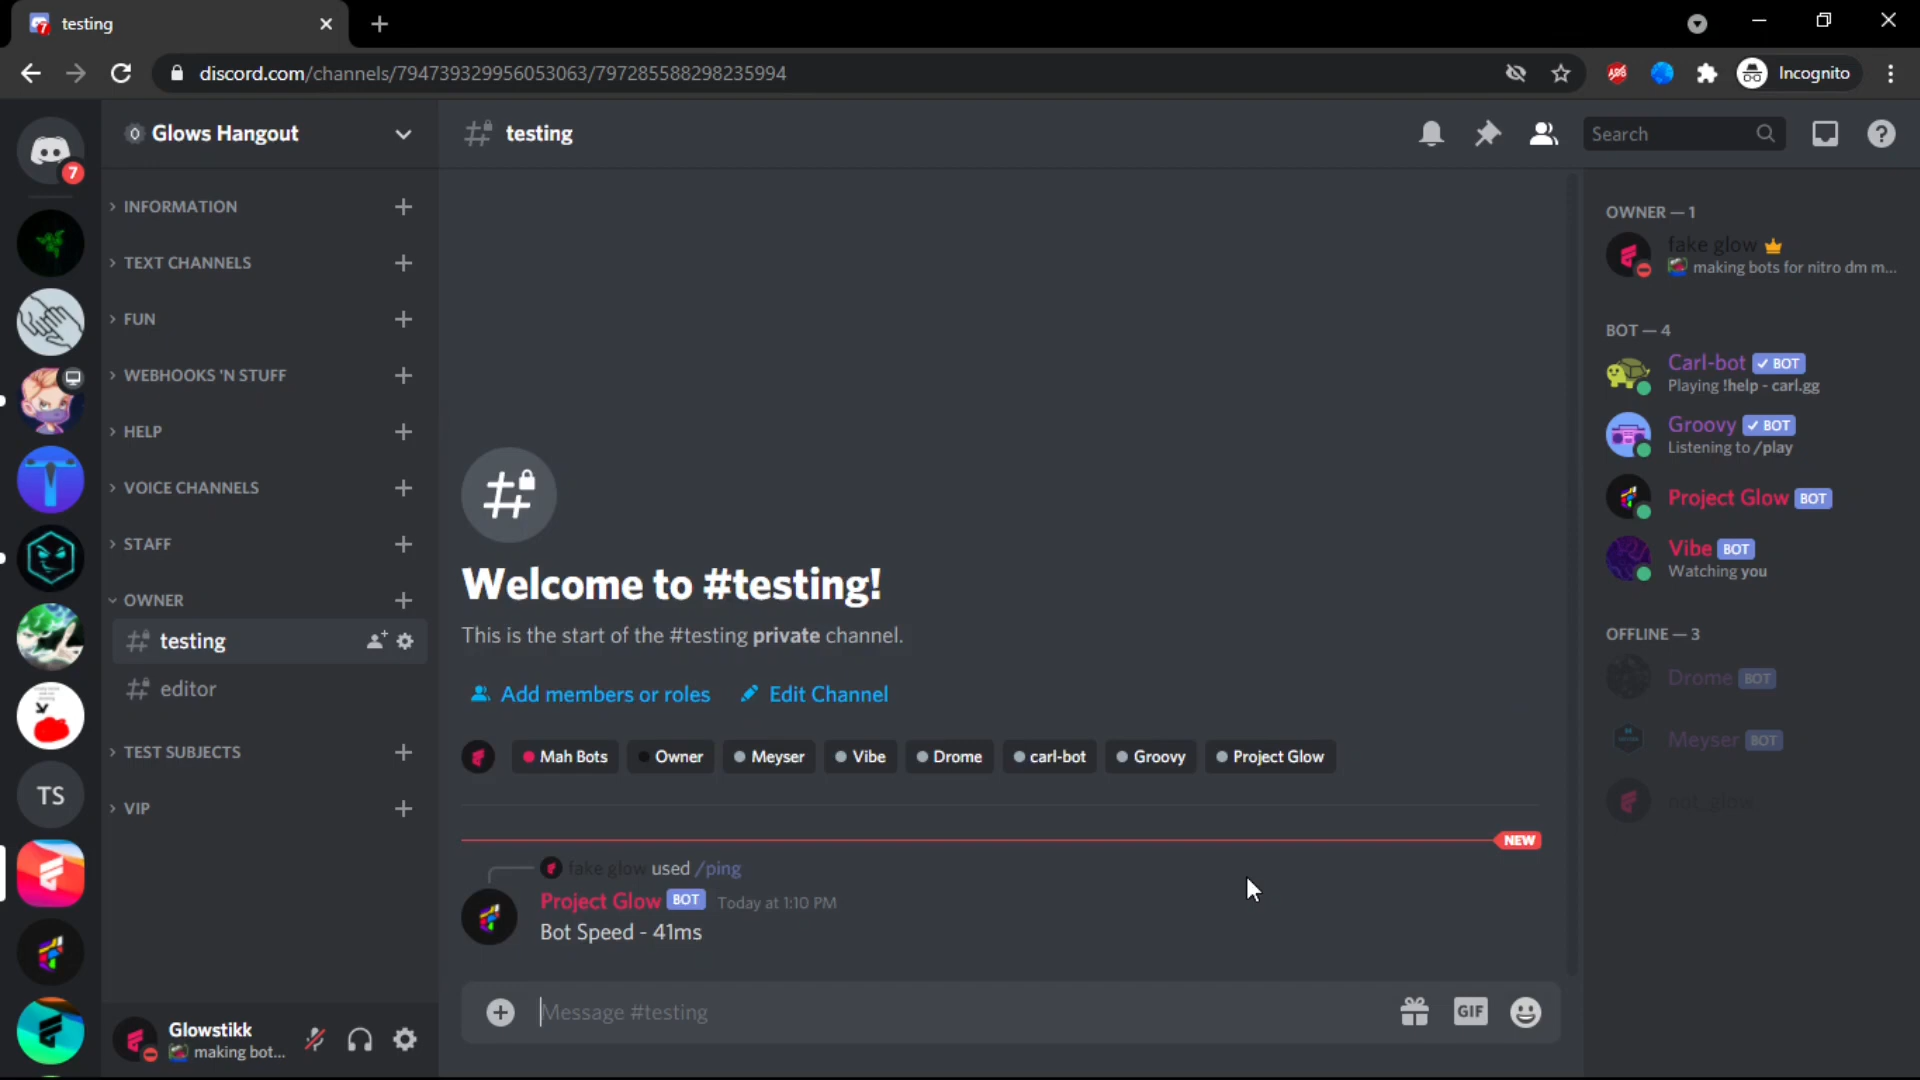 testing
discord.com/channels/794739329956053063/797285588298235994
Incognito
7
Glows Hangout
testing
Search
INFORMATION
TEXT CHANNELS
FUN
WEBHOOKS 'N STUFF
HELP
VOICE CHANNELS
STAFF
OWNER
testing
editor
TEST SUBJECTS
VIP
TS
Glowstikk
making bot...
Welcome to #testing!
This is the start of the #testing private channel.
Add members or roles
Edit Channel
Mah Bots
Owner
Meyser
Vibe
Drome
carl-bot
Groovy
Project Glow
NEW
fake glow used /ping
Project Glow BOT Today at 1:10 PM
Bot Speed - 41ms
Message #testing
GIF
OWNER — 1
fake glow
making bots for nitro dm m...
BOT — 4
Carl-bot BOT
Playing !help - carl.gg
Groovy BOT
Listening to /play
Project Glow BOT
Vibe BOT
Watching you
OFFLINE — 3
Drome BOT
Meyser BOT
not_glow